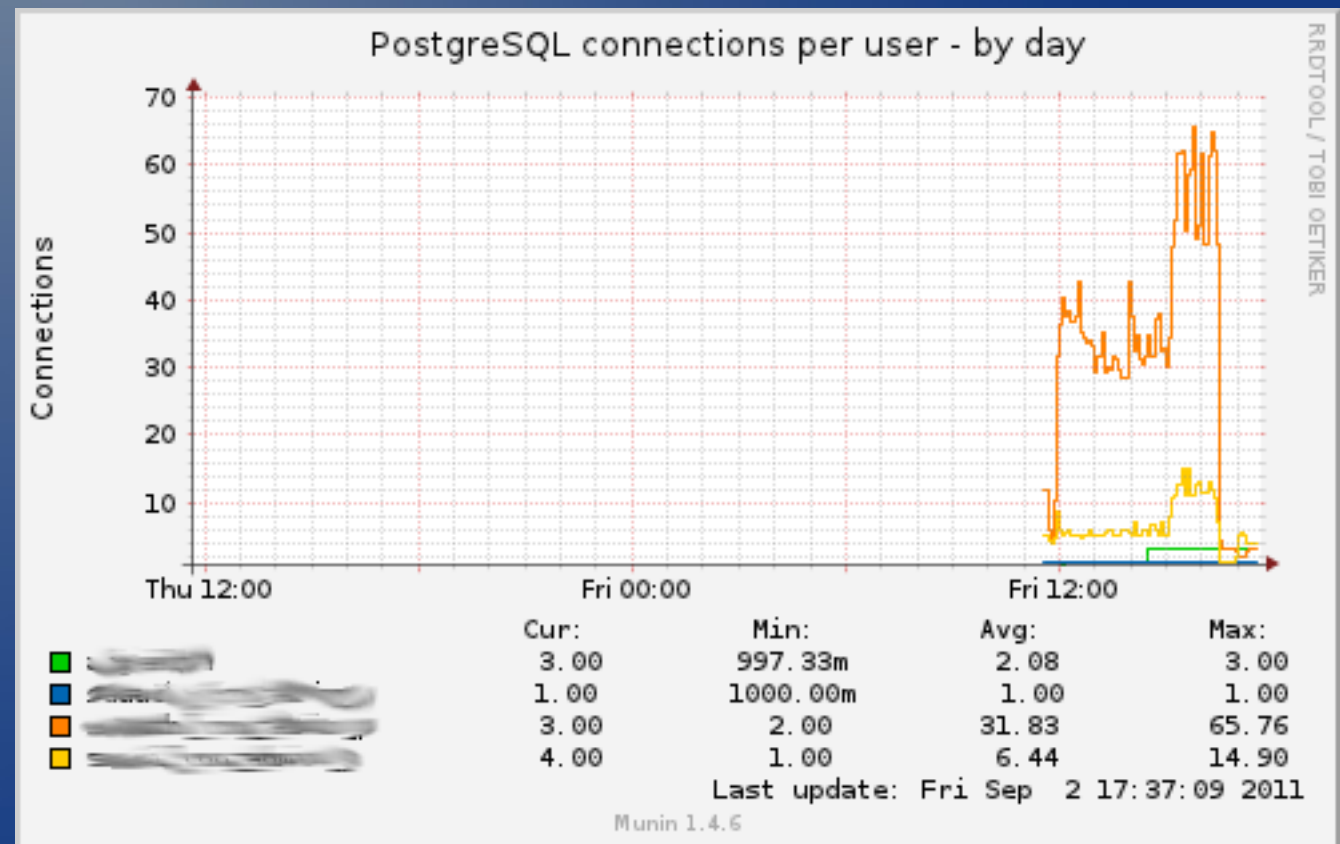 PostgreSQL connections per user - by day
RRDTOOL / TOBI OETIKER
Connections
70
60
50
40
30
20
10
Thu 12:00 Fri 00:00 Fri 12:00
Cur: Min: Avg: Max:
3.00 997.33m 2.08 3.00
1.00 1000.00m 1.00 1.00
3.00 2.00 31.83 65.76
4.00 1.00 6.44 14.90
Last update: Fri Sep 2 17:37:09 2011
Munin 1.4.6